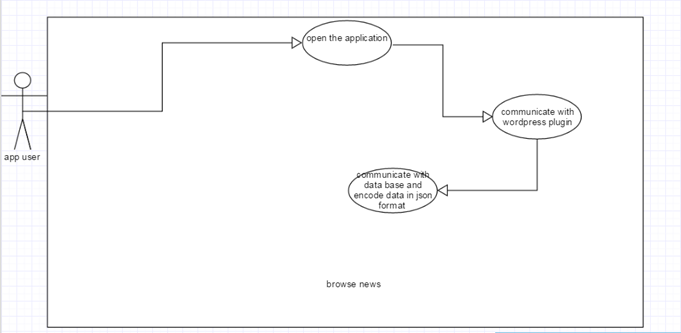 open the application
communicate with
wordpress plugin
app user
communicate with
data base and
encode data in json
format
browse news